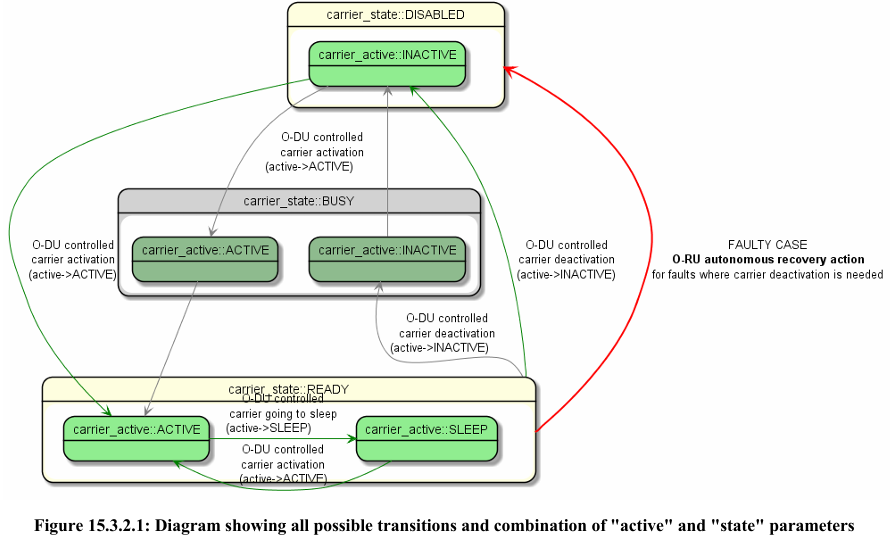 carrier_state::DISABLED
carrier_active::INACTIVE
O-DU controlled
carrier activation
(active->ACTIVE)
carrier_state::BUSY
carrier_active::ACTIVE
carrier_active::INACTIVE
O-DU controlled
carrier activation
(active->ACTIVE)
O-DU controlled
carrier deactivation
(active->INACTIVE)
FAULTY CASE
O-RU autonomous recovery action
for faults where carrier deactivation is needed
O-DU controlled
carrier deactivation
(active->INACTIVE)
carrier_state::READY
O-DU controlled
carrier going to sleep
(active->SLEEP)
carrier_active::ACTIVE
carrier_active::SLEEP
O-DU controlled
carrier activation
(active->ACTIVE)
Figure 15.3.2.1: Diagram showing all possible transitions and combination of "active" and "state" parameters